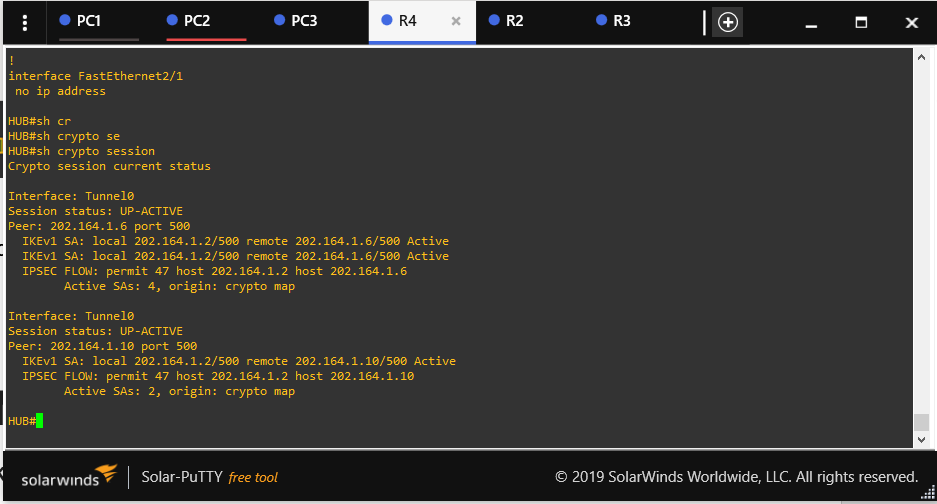 PC1 PC2 PC3 R4 × R2 R3
!
interface FastEthernet2/1
 no ip address
HUB#sh cr
HUB#sh crypto se
HUB#sh crypto session
Crypto session current status
Interface: Tunnel0
Session status: UP-ACTIVE
Peer: 202.164.1.6 port 500
  IKEv1 SA: local 202.164.1.2/500 remote 202.164.1.6/500 Active
  IKEv1 SA: local 202.164.1.2/500 remote 202.164.1.6/500 Active
  IPSEC FLOW: permit 47 host 202.164.1.2 host 202.164.1.6
        Active SAs: 4, origin: crypto map
Interface: Tunnel0
Session status: UP-ACTIVE
Peer: 202.164.1.10 port 500
  IKEv1 SA: local 202.164.1.2/500 remote 202.164.1.10/500 Active
  IPSEC FLOW: permit 47 host 202.164.1.2 host 202.164.1.10
        Active SAs: 2, origin: crypto map
HUB#
solarwinds Solar-PuTTY free tool © 2019 SolarWinds Worldwide, LLC. All rights reserved.